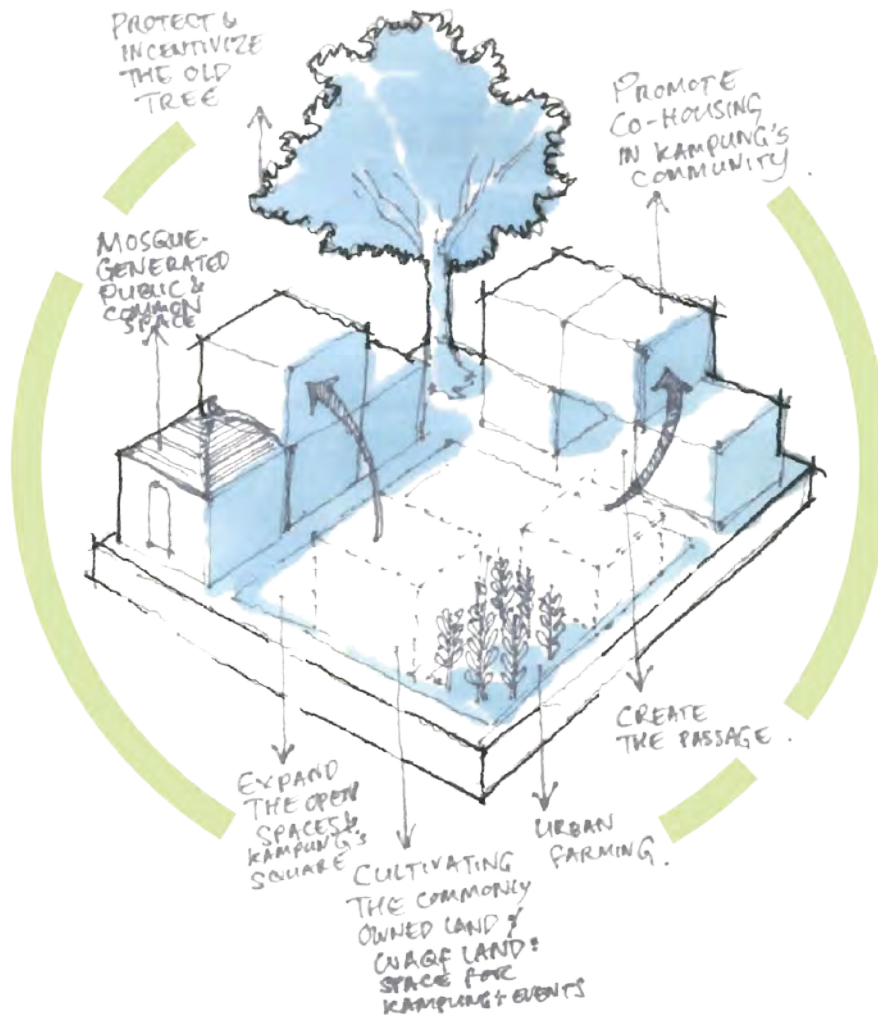 PROTECT &
INCENTIVIZE
THE OLD
TREE
PROMOTE
CO-HOUSING
IN KAMPUNG'S
COMMUNITY.
MOSQUE-
GENERATED
PUBLIC &
COMMON
SPACE
CREATE
THE PASSAGE.
EXPAND
THE OPEN
SPACES &
KAMPUNG'S
SQUARE
URBAN
FARMING.
CULTIVATING
THE COMMONLY
OWNED LAND &
WAQF LAND:
SPACE FOR
KAMPUNG'S EVENTS